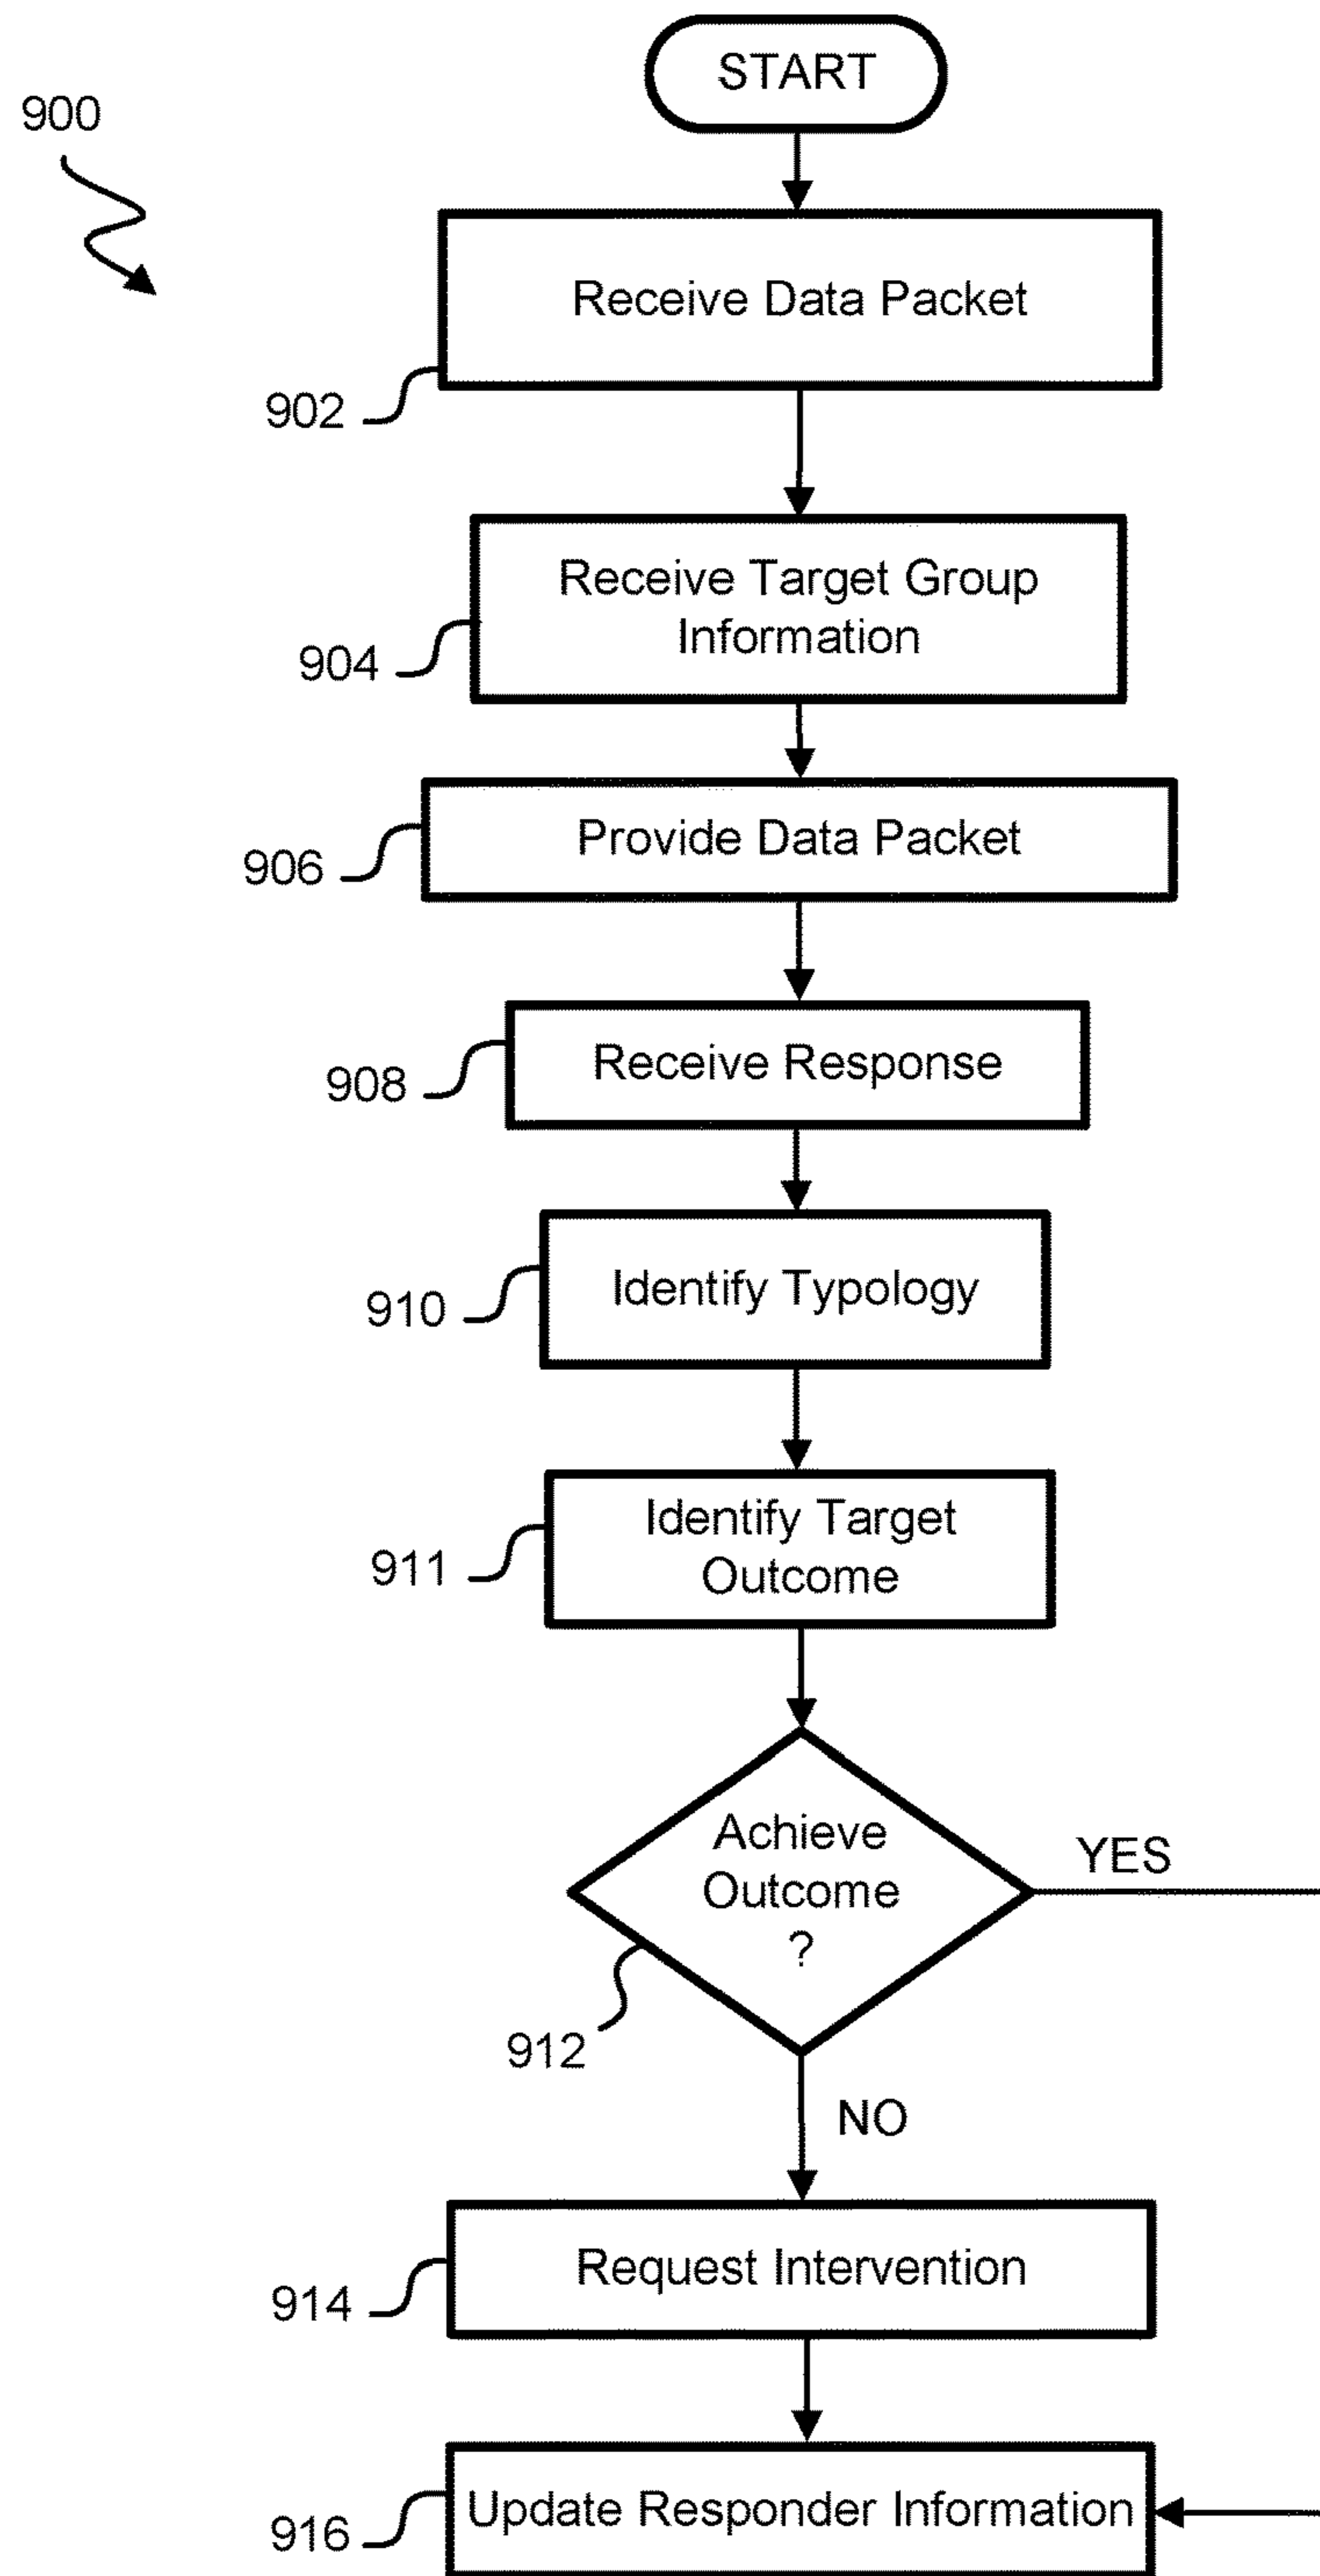 START
900
Receive Data Packet
902
Receive Target Group
Information
904
Provide Data Packet
906
Receive Response
908
Identify Typology
910
Identify Target
Outcome
911
Achieve
Outcome
?
YES
912
NO
Request Intervention
914
Update Responder Information
916